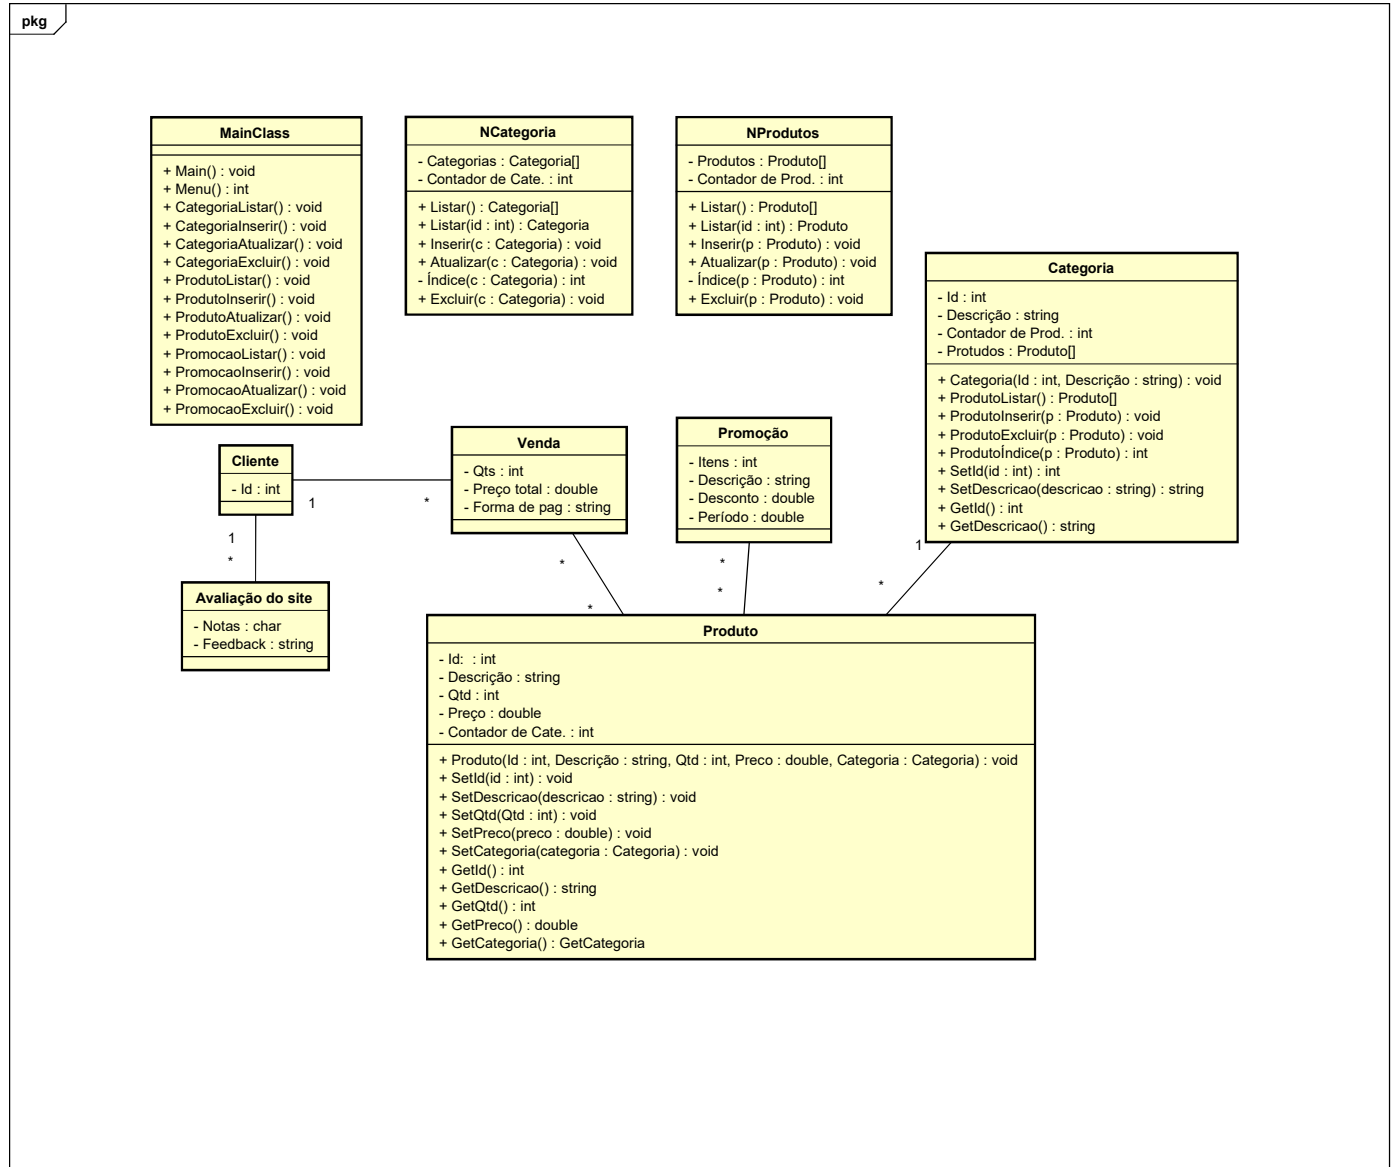 pkg
MainClass
+ Main() : void
+ Menu() : int
+ CategoriaListar() : void
+ CategoriaInserir() : void
+ CategoriaAtualizar() : void
+ CategoriaExcluir() : void
+ ProdutoListar() : void
+ ProdutoInserir() : void
+ ProdutoAtualizar() : void
+ ProdutoExcluir() : void
+ PromocaoListar() : void
+ PromocaoInserir() : void
+ PromocaoAtualizar() : void
+ PromocaoExcluir() : void
NCategoria
- Categorias : Categoria[]
- Contador de Cate. : int
+ Listar() : Categoria[]
+ Listar(id : int) : Categoria
+ Inserir(c : Categoria) : void
+ Atualizar(c : Categoria) : void
- Índice(c : Categoria) : int
+ Excluir(c : Categoria) : void
NProdutos
- Produtos : Produto[]
- Contador de Prod. : int
+ Listar() : Produto[]
+ Listar(id : int) : Produto
+ Inserir(p : Produto) : void
+ Atualizar(p : Produto) : void
- Índice(p : Produto) : int
+ Excluir(p : Produto) : void
Categoria
- Id : int
- Descrição : string
- Contador de Prod. : int
- Protudos : Produto[]
+ Categoria(Id : int, Descrição : string) : void
+ ProdutoListar() : Produto[]
+ ProdutoInserir(p : Produto) : void
+ ProdutoExcluir(p : Produto) : void
+ ProdutoÍndice(p : Produto) : int
+ SetId(id : int) : int
+ SetDescricao(descricao : string) : string
+ GetId() : int
+ GetDescricao() : string
Cliente
- Id : int
1
*
Venda
- Qts : int
- Preço total : double
- Forma de pag : string
Promoção
- Itens : int
- Descrição : string
- Desconto : double
- Período : double
1
*
*
*
*
*
1
*
Avaliação do site
- Notas : char
- Feedback : string
Produto
- Id: : int
- Descrição : string
- Qtd : int
- Preço : double
- Contador de Cate. : int
+ Produto(Id : int, Descrição : string, Qtd : int, Preco : double, Categoria : Categoria) : void
+ SetId(id : int) : void
+ SetDescricao(descricao : string) : void
+ SetQtd(Qtd : int) : void
+ SetPreco(preco : double) : void
+ SetCategoria(categoria : Categoria) : void
+ GetId() : int
+ GetDescricao() : string
+ GetQtd() : int
+ GetPreco() : double
+ GetCategoria() : GetCategoria